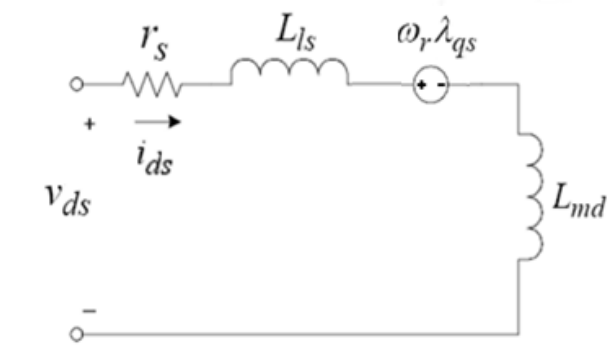 r_s
L_ls
ω_r λ_qs
+ -
+
i_ds
v_ds
L_md
−